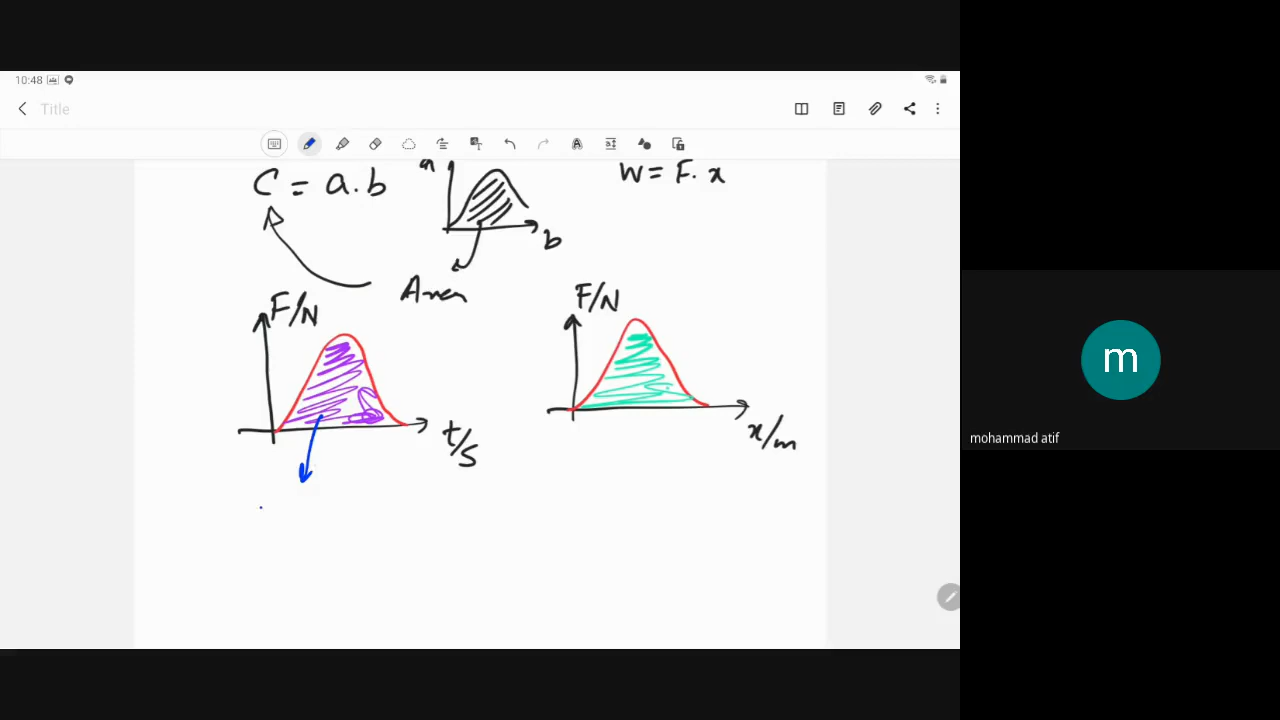 10:48
Title
C = a.b
a
b
W = F. x
Area
F/N
t/s
F/N
x/m
m
mohammad atif